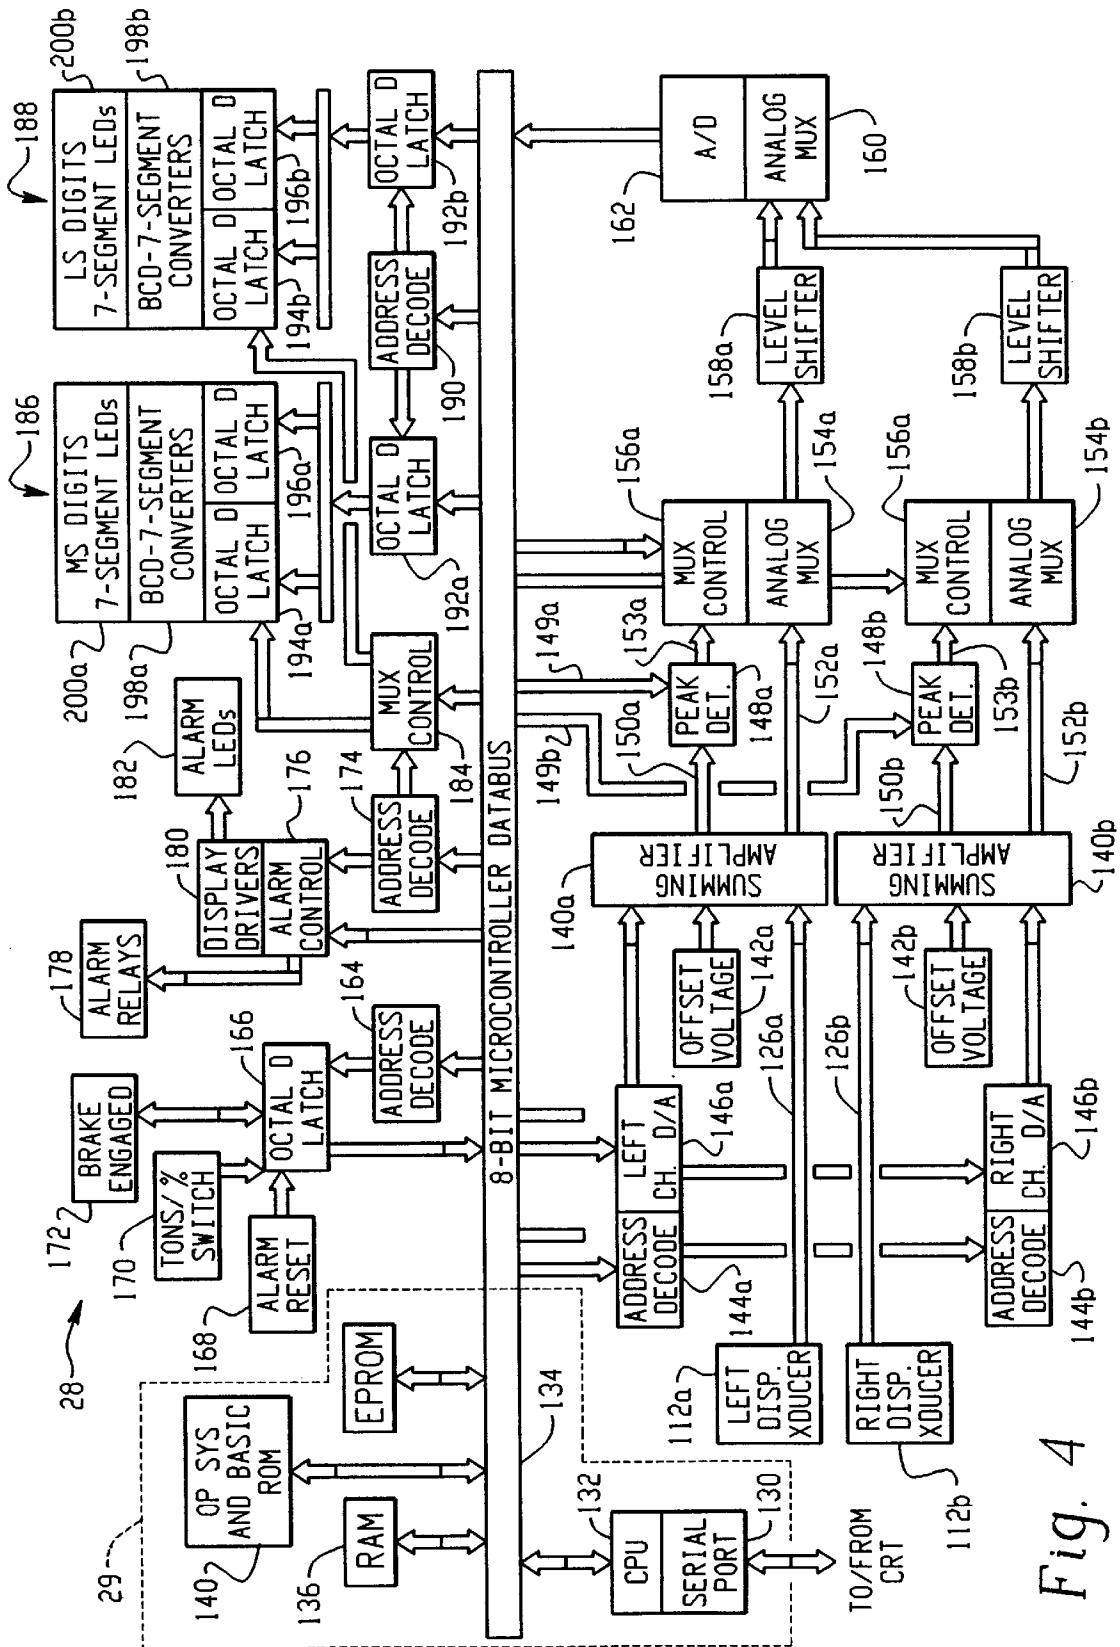 28
29
140
OP SYS
AND BASIC
ROM
136
RAM
EPROM
172
BRAKE
ENGAGED
170
TONS/%
SWITCH
168
ALARM
RESET
166
OCTAL D
LATCH
164
ADDRESS
DECODE
178
ALARM
RELAYS
180
DISPLAY
DRIVERS
ALARM
CONTROL
176
182
ALARM
LEDs
174
ADDRESS
DECODE
MUX
CONTROL
184
186
MS DIGITS
7-SEGMENT LEDs
200a
BCD-7-SEGMENT
CONVERTERS
198a
OCTAL D
LATCH
194a
OCTAL D
LATCH
196a
OCTAL D
LATCH
192a
188
LS DIGITS
7-SEGMENT LEDs
200b
BCD-7-SEGMENT
CONVERTERS
198b
OCTAL D
LATCH
194b
OCTAL D
LATCH
196b
ADDRESS
DECODE
190
OCTAL D
LATCH
192b
8-BIT MICROCONTROLLER DATABUS
134
132
CPU
SERIAL
PORT
130
TO/FROM
CRT
112a
LEFT
DISP.
XDUCER
RIGHT
DISP.
XDUCER
112b
ADDRESS
DECODE
144a
LEFT
CH. D/A
146a
ADDRESS
DECODE
144b
RIGHT
CH. D/A
146b
126a
126b
OFFSET
VOLTAGE
142a
OFFSET
VOLTAGE
142b
140a
SUMMING
AMPLIFIER
SUMMING
AMPLIFIER
140b
149b
149a
150a
PEAK
DET.
148a
153a
152a
150b
PEAK
DET.
148b
153b
152b
156a
MUX
CONTROL
ANALOG
MUX
154a
156a
MUX
CONTROL
ANALOG
MUX
154b
158a
LEVEL
SHIFTER
158b
LEVEL
SHIFTER
162
A/D
ANALOG
MUX
160
Fig. 4